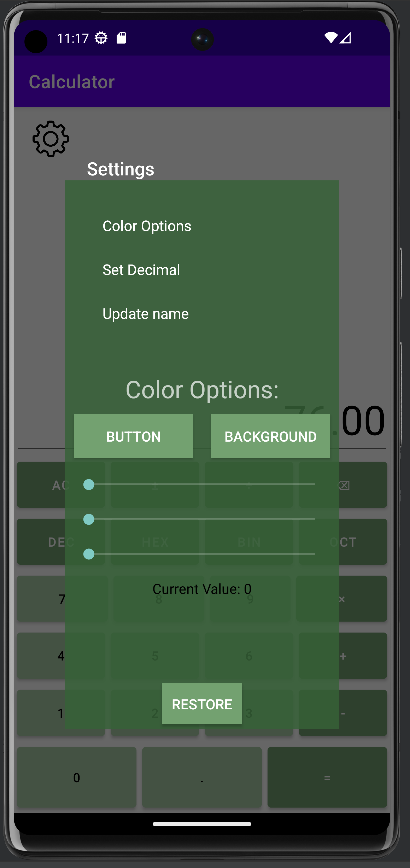 11:17
Calculator
Settings
Color Options
Set Decimal
Update name
Color Options:
76.00
BUTTON BACKGROUND
AC
DEC HEX BIN OCT
Current Value: 0
7 8 9 ×
4 5 6 +
1 2 3 -
RESTORE
0 . =